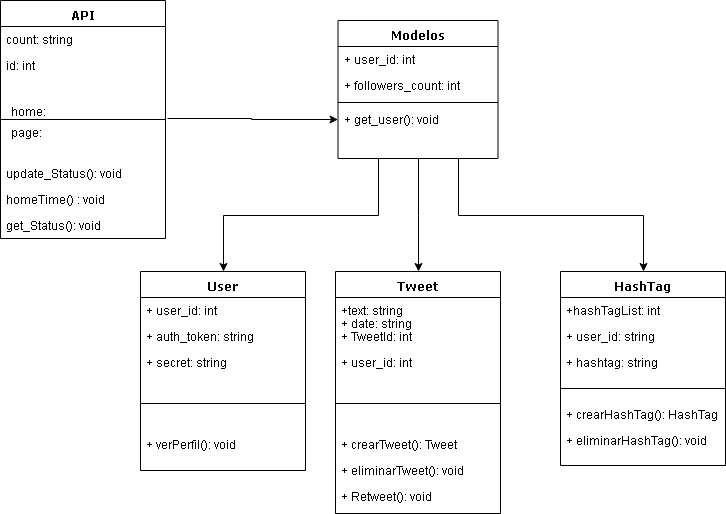 API
count: string
id: int
home:
page:
update_Status(): void
homeTime() : void
get_Status(): void
Modelos
+ user_id: int
+ followers_count: int
+ get_user(): void
User
+ user_id: int
+ auth_token: string
+ secret: string
+ verPerfil(): void
Tweet
+text: string
+ date: string
+ TweetId: int
+ user_id: int
+ crearTweet(): Tweet
+ eliminarTweet(): void
+ Retweet(): void
HashTag
+hashTagList: int
+ user_id: string
+ hashtag: string
+ crearHashTag(): HashTag
+ eliminarHashTag(): void